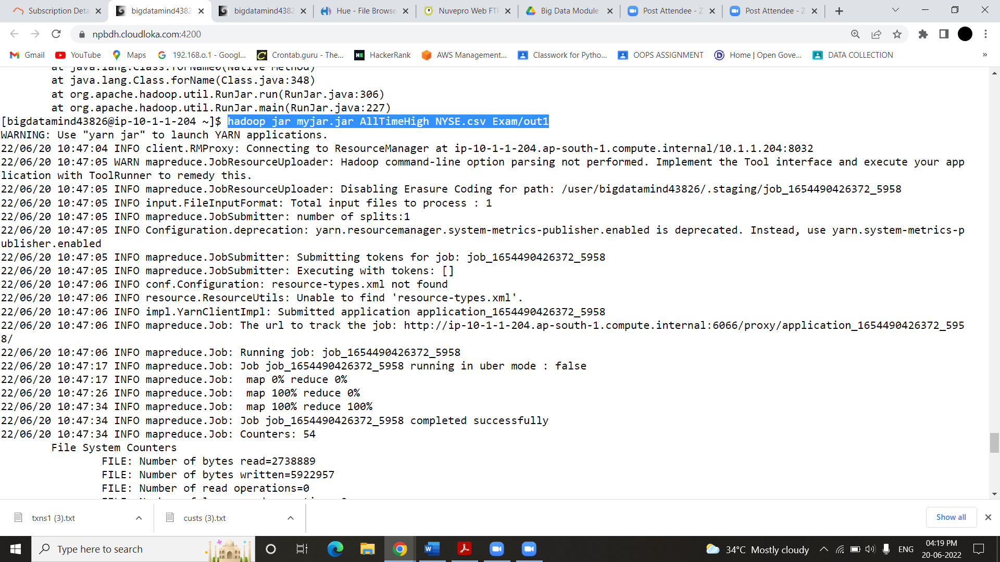 Subscription Deta
bigdatamind4382
bigdatamind4382
Hue - File Browse
Nuvepro Web FTP
Big Data Module
Post Attendee - Z
Post Attendee - Z
npbdh.cloudloka.com:4200
Gmail
YouTube
Maps
192.168.o.1 - Googl...
Crontab.guru - The...
HackerRank
AWS Management...
Classwork for Pytho...
OOPS ASSIGNMENT
Home | Open Gove...
DATA COLLECTION
»
at java.lang.Class.forName0(Native Method)
at java.lang.Class.forName(Class.java:348)
at org.apache.hadoop.util.RunJar.run(RunJar.java:306)
at org.apache.hadoop.util.RunJar.main(RunJar.java:227)
[bigdatamind43826@ip-10-1-1-204 ~]$ hadoop jar myjar.jar AllTimeHigh NYSE.csv Exam/out1
WARNING: Use "yarn jar" to launch YARN applications.
22/06/20 10:47:04 INFO client.RMProxy: Connecting to ResourceManager at ip-10-1-1-204.ap-south-1.compute.internal/10.1.1.204:8032
22/06/20 10:47:05 WARN mapreduce.JobResourceUploader: Hadoop command-line option parsing not performed. Implement the Tool interface and execute your app
lication with ToolRunner to remedy this.
22/06/20 10:47:05 INFO mapreduce.JobResourceUploader: Disabling Erasure Coding for path: /user/bigdatamind43826/.staging/job_1654490426372_5958
22/06/20 10:47:05 INFO input.FileInputFormat: Total input files to process : 1
22/06/20 10:47:05 INFO mapreduce.JobSubmitter: number of splits:1
22/06/20 10:47:05 INFO Configuration.deprecation: yarn.resourcemanager.system-metrics-publisher.enabled is deprecated. Instead, use yarn.system-metrics-p
ublisher.enabled
22/06/20 10:47:05 INFO mapreduce.JobSubmitter: Submitting tokens for job: job_1654490426372_5958
22/06/20 10:47:05 INFO mapreduce.JobSubmitter: Executing with tokens: []
22/06/20 10:47:06 INFO conf.Configuration: resource-types.xml not found
22/06/20 10:47:06 INFO resource.ResourceUtils: Unable to find 'resource-types.xml'.
22/06/20 10:47:06 INFO impl.YarnClientImpl: Submitted application application_1654490426372_5958
22/06/20 10:47:06 INFO mapreduce.Job: The url to track the job: http://ip-10-1-1-204.ap-south-1.compute.internal:6066/proxy/application_1654490426372_595
8/
22/06/20 10:47:06 INFO mapreduce.Job: Running job: job_1654490426372_5958
22/06/20 10:47:17 INFO mapreduce.Job: Job job_1654490426372_5958 running in uber mode : false
22/06/20 10:47:17 INFO mapreduce.Job:  map 0% reduce 0%
22/06/20 10:47:26 INFO mapreduce.Job:  map 100% reduce 0%
22/06/20 10:47:34 INFO mapreduce.Job:  map 100% reduce 100%
22/06/20 10:47:34 INFO mapreduce.Job: Job job_1654490426372_5958 completed successfully
22/06/20 10:47:34 INFO mapreduce.Job: Counters: 54
File System Counters
FILE: Number of bytes read=2738889
FILE: Number of bytes written=5922957
FILE: Number of read operations=0
txns1 (3).txt
custs (3).txt
Show all
Type here to search
34°C Mostly cloudy
ENG
04:19 PM
20-06-2022